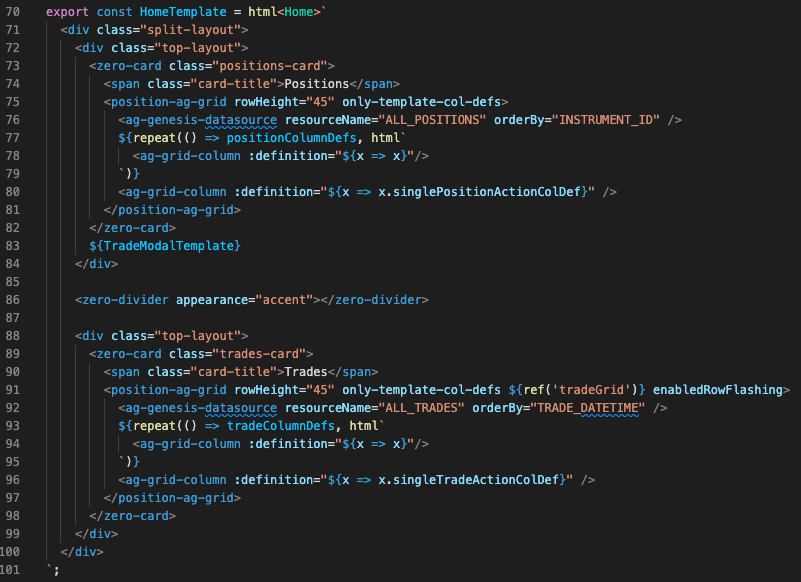 70 export const HomeTemplate = html<Home>`
71   <div class="split-layout">
72     <div class="top-layout">
73       <zero-card class="positions-card">
74         <span class="card-title">Positions</span>
75         <position-ag-grid rowHeight="45" only-template-col-defs>
76           <ag-genesis-datasource resourceName="ALL_POSITIONS" orderBy="INSTRUMENT_ID" />
77           ${repeat(() => positionColumnDefs, html`
78             <ag-grid-column :definition="${x => x}"/>
79           `)}
80           <ag-grid-column :definition="${x => x.singlePositionActionColDef}" />
81         </position-ag-grid>
82       </zero-card>
83       ${TradeModalTemplate}
84     </div>
85
86     <zero-divider appearance="accent"></zero-divider>
87
88     <div class="top-layout">
89       <zero-card class="trades-card">
90         <span class="card-title">Trades</span>
91         <position-ag-grid rowHeight="45" only-template-col-defs ${ref('tradeGrid')} enabledRowFlashing>
92           <ag-genesis-datasource resourceName="ALL_TRADES" orderBy="TRADE_DATETIME" />
93           ${repeat(() => tradeColumnDefs, html`
94             <ag-grid-column :definition="${x => x}"/>
95           `)}
96           <ag-grid-column :definition="${x => x.singleTradeActionColDef}" />
97         </position-ag-grid>
98       </zero-card>
99     </div>
100   </div>
101 `;